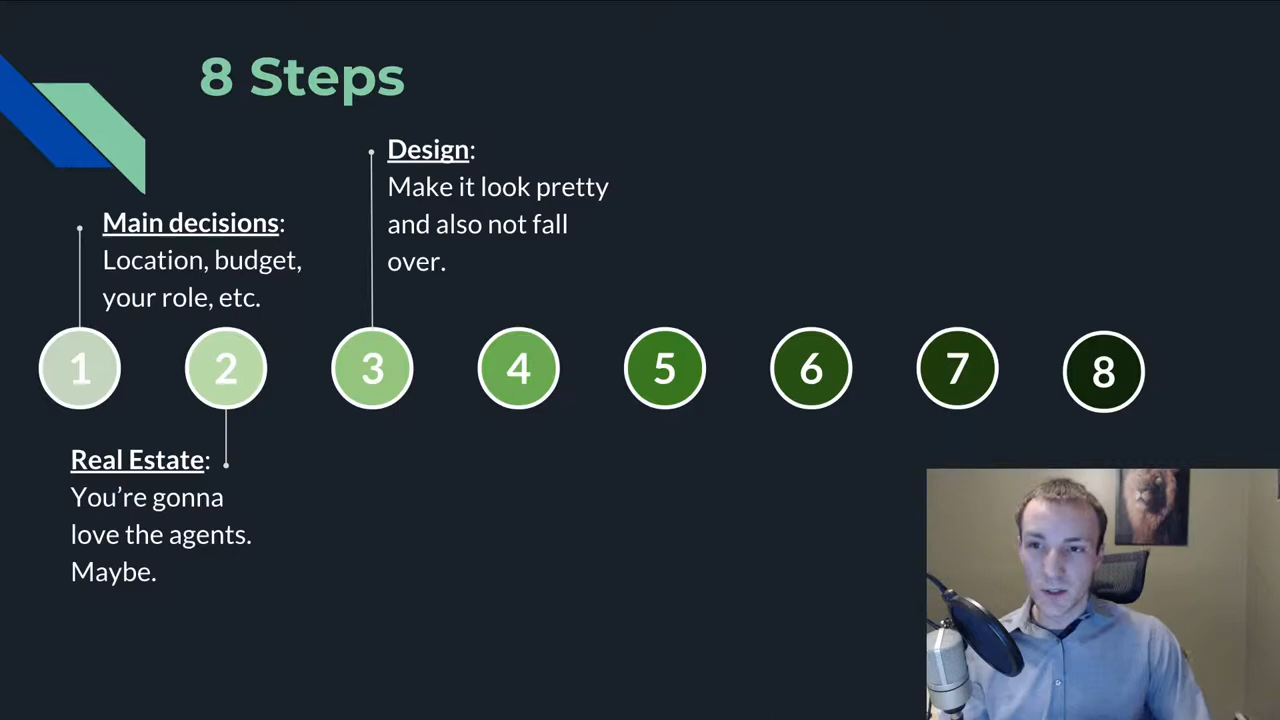 8 Steps
Design:
Make it look pretty
and also not fall
over.
Main decisions:
Location, budget,
your role, etc.
1 2 3 4 5 6 7 8
Real Estate:
You’re gonna
love the agents.
Maybe.